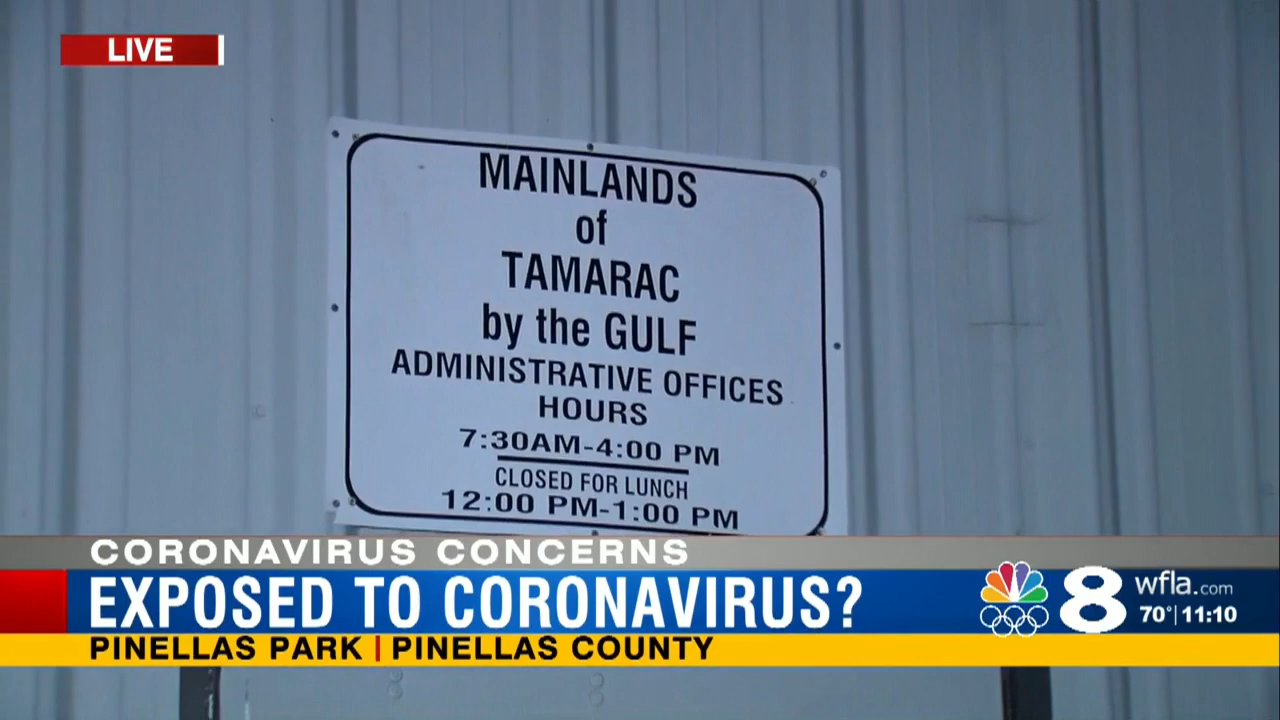 LIVE
MAINLANDS
of
TAMARAC
by the GULF
ADMINISTRATIVE OFFICES
HOURS
7:30AM-4:00 PM
CLOSED FOR LUNCH
12:00 PM-1:00 PM
CORONAVIRUS CONCERNS
EXPOSED TO CORONAVIRUS?
PINELLAS PARK | PINELLAS COUNTY
8 wfla.com
70° | 11:10